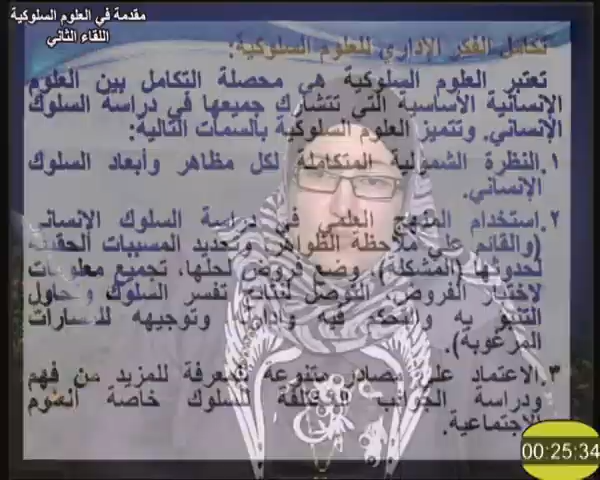 مقدمة في العلوم السلوكية
اللقاء الثاني
تكامل الفكر الإداري للعلوم السلوكية:
تعتبر العلوم السلوكية هي محصلة التكامل بين العلوم
الإنسانية الأساسية التي تتشارك جميعها في دراسة السلوك
الإنساني. وتتميز العلوم السلوكية بالسمات التالية:
١. النظرة الشمولية المتكاملة لكل مظاهر وأبعاد السلوك
الإنساني.
٢. استخدام المنهج العلمي في دراسة السلوك الإنساني
(والقائم على ملاحظة الظواهر، وتحديد المسببات الحقيقية
لحدوثها (المشكلة) وضع فروض لحلها، تجميع معلومات
لاختبار الفروض، التوصل لنتائج تفسر السلوك وتحاول
التنبؤ به والتحكم فيه وإدارته وتوجيهه للمسارات
المرغوبة).
٣. الاعتماد على مصادر متنوعة للمعرفة للمزيد من فهم
ودراسة الجوانب المختلفة للسلوك خاصة العلوم
الاجتماعية.
00:25:34